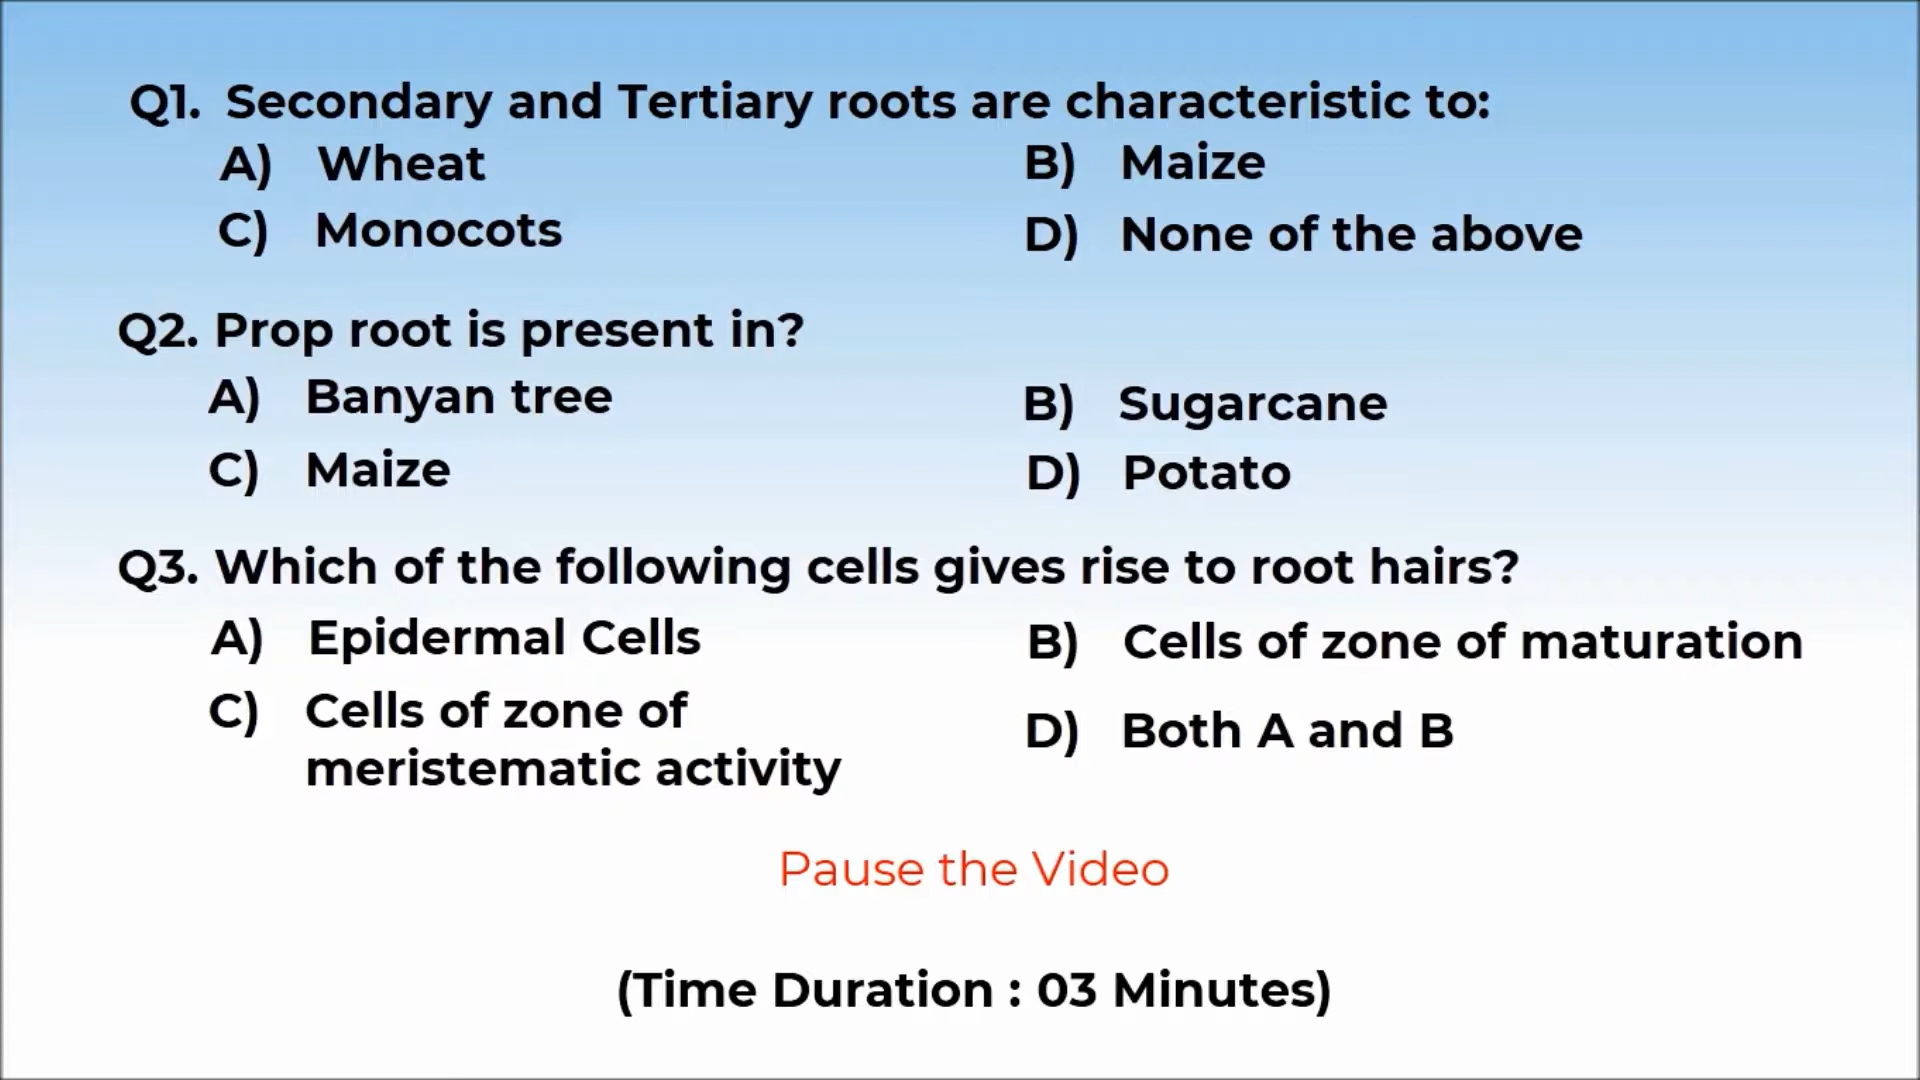 Q1. Secondary and Tertiary roots are characteristic to:
A) Wheat B) Maize
C) Monocots D) None of the above
Q2. Prop root is present in?
A) Banyan tree B) Sugarcane
C) Maize D) Potato
Q3. Which of the following cells gives rise to root hairs?
A) Epidermal Cells B) Cells of zone of maturation
C) Cells of zone of
meristematic activity
D) Both A and B
Pause the Video
(Time Duration : 03 Minutes)